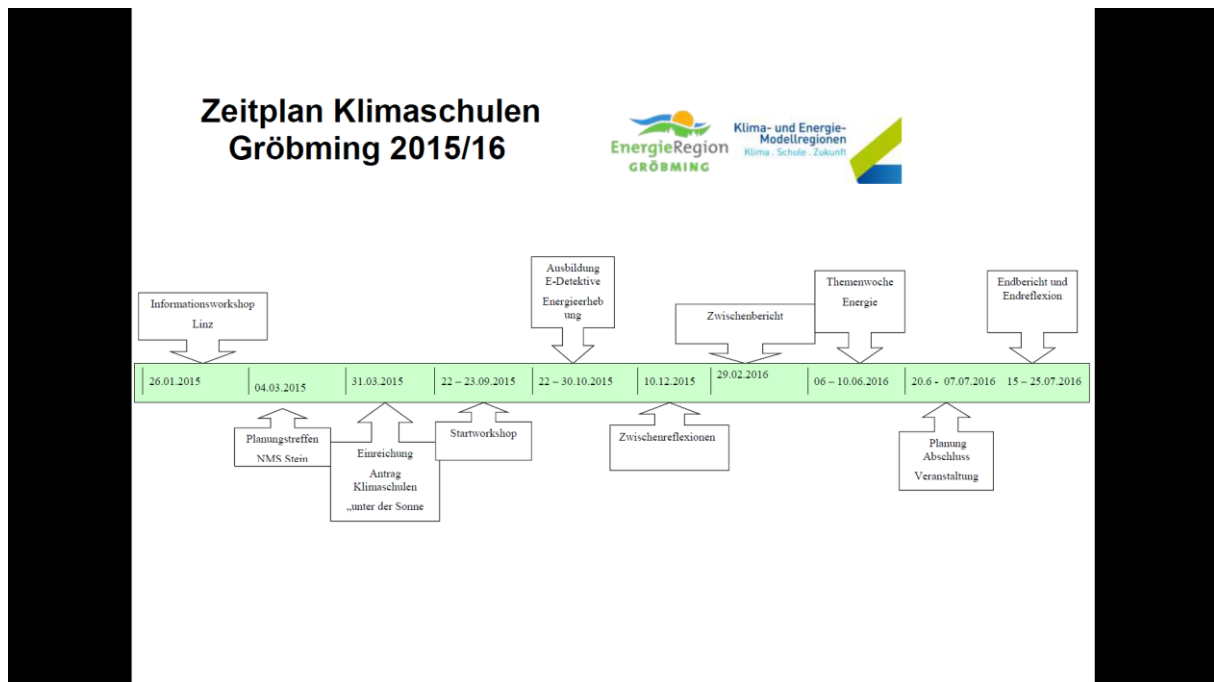 Zeitplan Klimaschulen
Gröbming 2015/16
EnergieRegion
GRÖBMING
Klima- und Energie-
Modellregionen
Klima . Schule . Zukunft
Informationsworkshop
Linz
Ausbildung
E-Detektive
Energieerheb
ung
Zwischenbericht
Themenwoche
Energie
Endbericht und
Endreflexion
26.01.2015
04.03.2015
31.03.2015
22 – 23.09.2015
22 – 30.10.2015
10.12.2015
29.02.2016
06 – 10.06.2016
20.6 - 07.07.2016
15 – 25.07.2016
Planungstreffen
NMS Stein
Einreichung
Antrag
Klimaschulen
„unter der Sonne
Startworkshop
Zwischenreflexionen
Planung
Abschluss
Veranstaltung